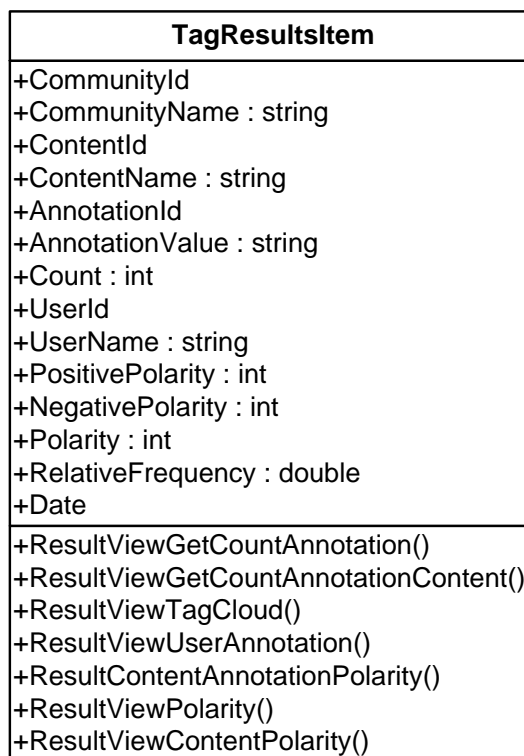 TagResultsItem
+CommunityId
+CommunityName : string
+ContentId
+ContentName : string
+AnnotationId
+AnnotationValue : string
+Count : int
+UserId
+UserName : string
+PositivePolarity : int
+NegativePolarity : int
+Polarity : int
+RelativeFrequency : double
+Date
+ResultViewGetCountAnnotation()
+ResultViewGetCountAnnotationContent()
+ResultViewTagCloud()
+ResultViewUserAnnotation()
+ResultContentAnnotationPolarity()
+ResultViewPolarity()
+ResultViewContentPolarity()